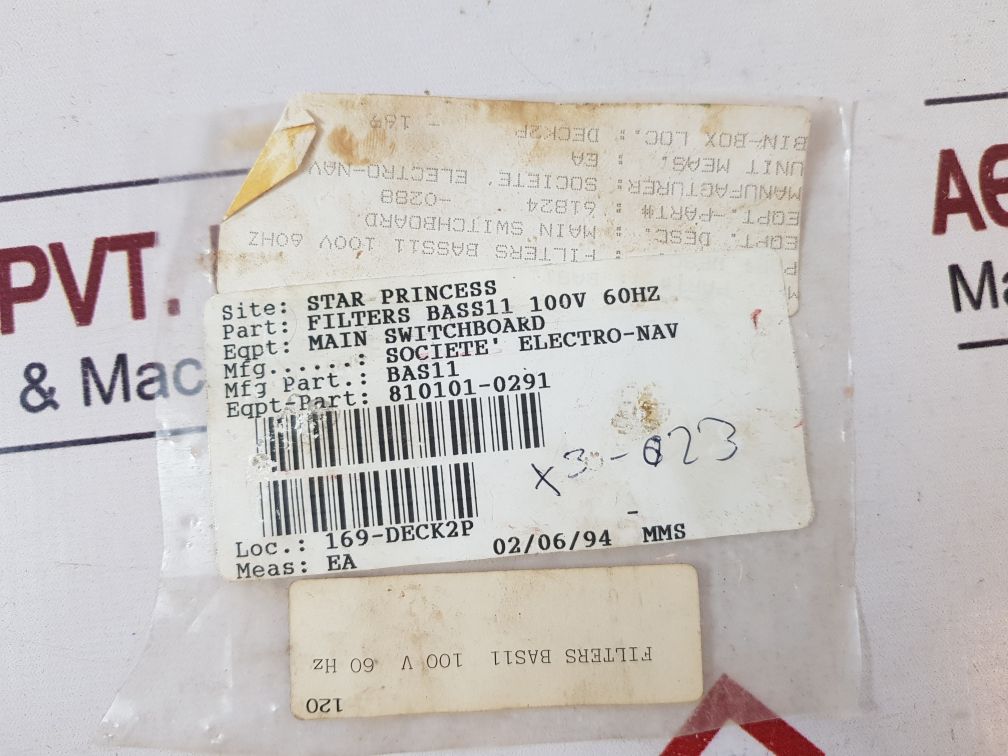 BIN-BOX LOC. : DECK2P - 169
UNIT MEAS. : EA
MANUFACTURER: SOCIETE' ELECTRO-NAV
EQPT.-PART# : 61824 -0288
EQPT. DESC. : MAIN SWITCHBOARD
: FILTERS BASS11 100V 60HZ
PVT.
& Mac
Site: STAR PRINCESS
Part: FILTERS BASS11 100V 60HZ
Eqpt: MAIN SWITCHBOARD
Mfg.......: SOCIETE' ELECTRO-NAV
Mfg Part.: BAS11
Eqpt-Part: 810101-0291
X3-023
Loc.: 169-DECK2P
Meas: EA
02/06/94 - MMS
FILTERS BAS11 100 V 60 Hz
120
Ma